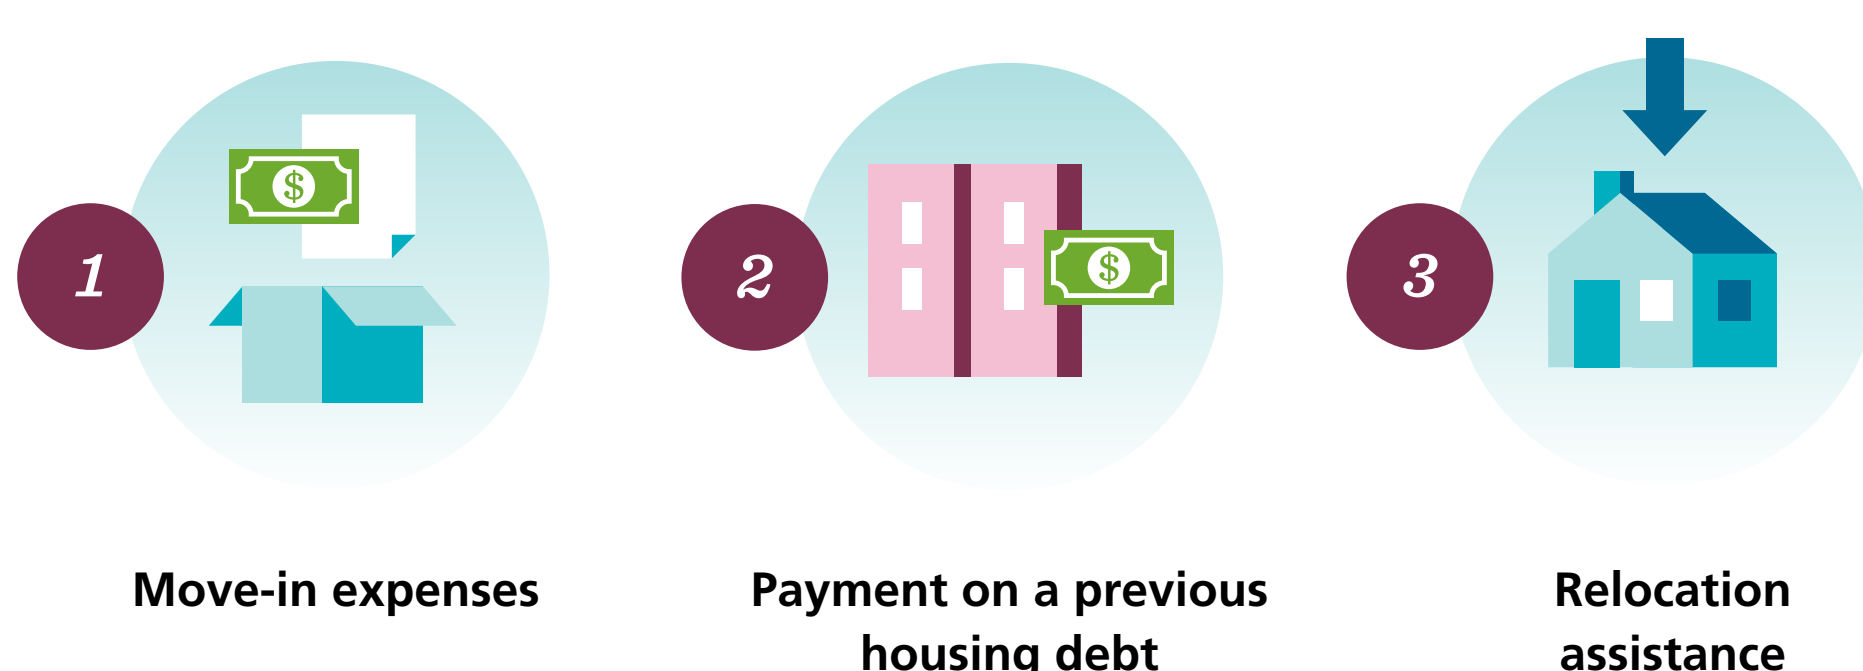 1
$
Move-in expenses
2
$
Payment on a previous
housing debt
3
Relocation
assistance